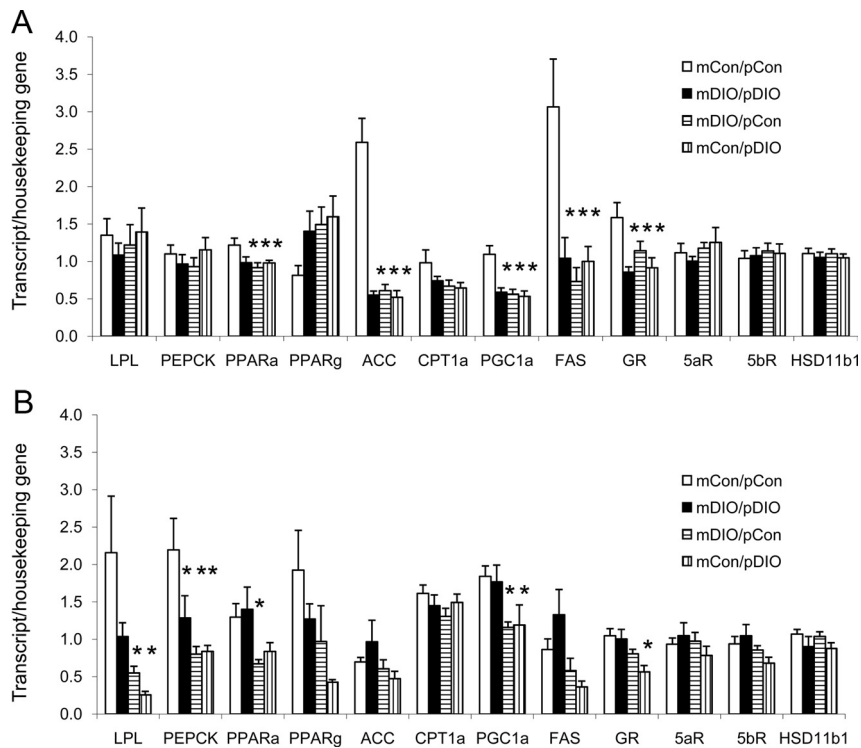 A
Transcript/housekeeping gene
4.0
3.5
3.0
2.5
2.0
1.5
1.0
0.5
0.0
mCon/pCon
mDIO/pDIO
mDIO/pCon
mCon/pDIO
*** *** *** *** ***
LPL PEPCK PPARa PPARg ACC CPT1a PGC1a FAS GR 5aR 5bR HSD11b1
B
Transcript/housekeeping gene
4.0
3.5
3.0
2.5
2.0
1.5
1.0
0.5
0.0
mCon/pCon
mDIO/pDIO
mDIO/pCon
mCon/pDIO
** *** * ** *
LPL PEPCK PPARa PPARg ACC CPT1a PGC1a FAS GR 5aR 5bR HSD11b1